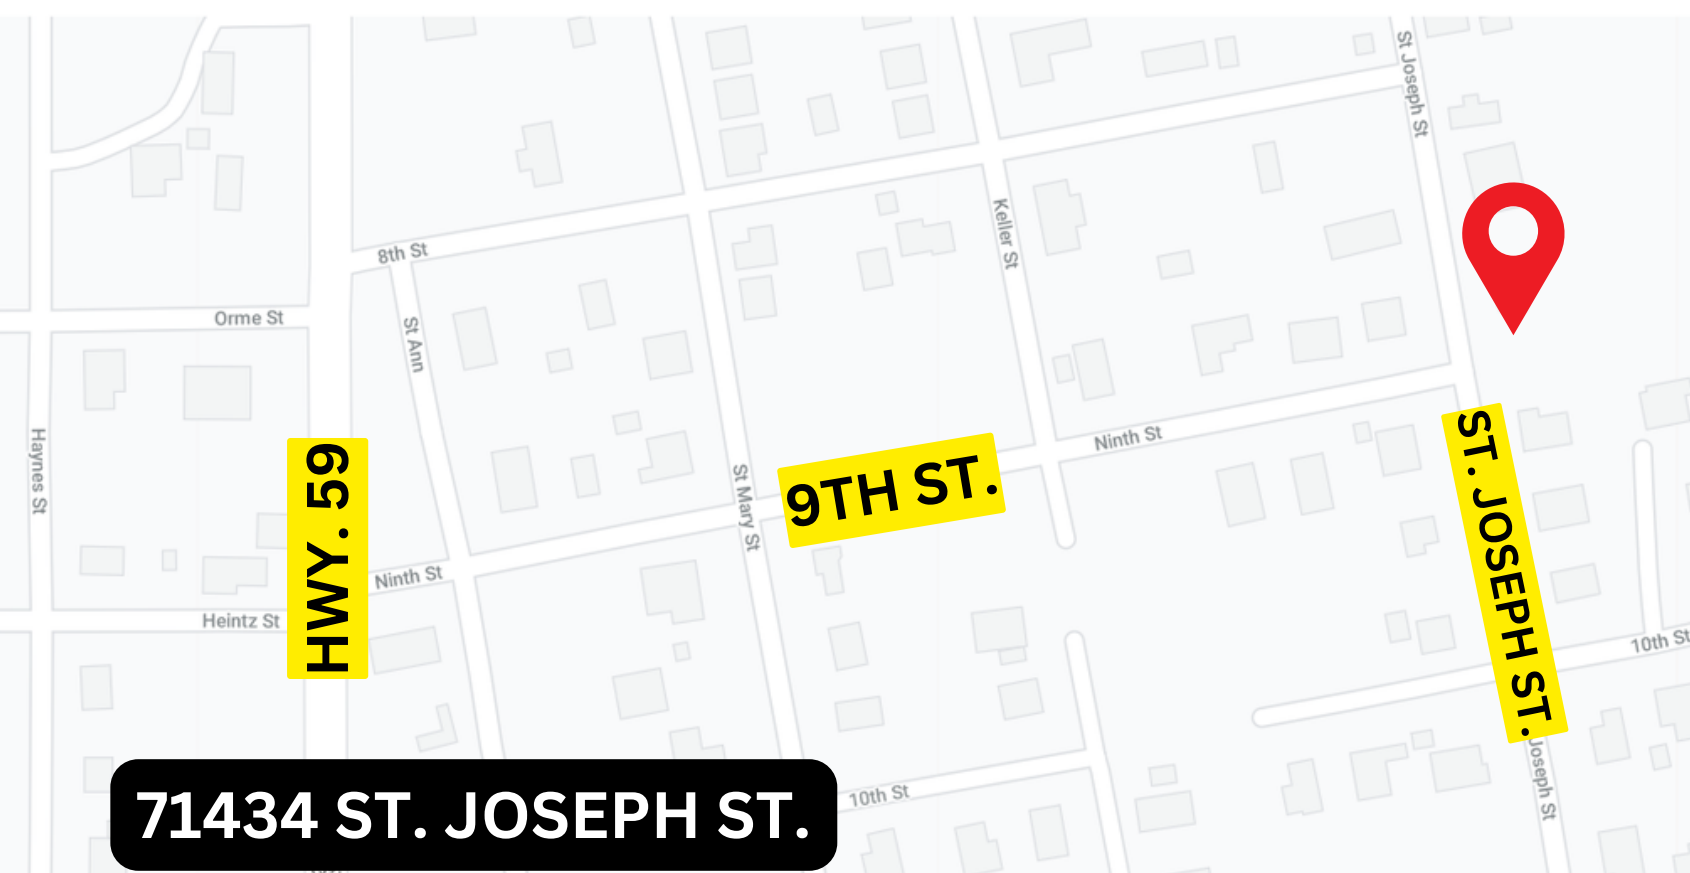 St Joseph St
Keller St
8th St
Orme St
St Ann
Haynes St
HWY. 59
9TH ST.
Ninth St
ST. JOSEPH ST.
St Mary St
Ninth St
Heintz St
10th St
Joseph St
10th St
71434 ST. JOSEPH ST.